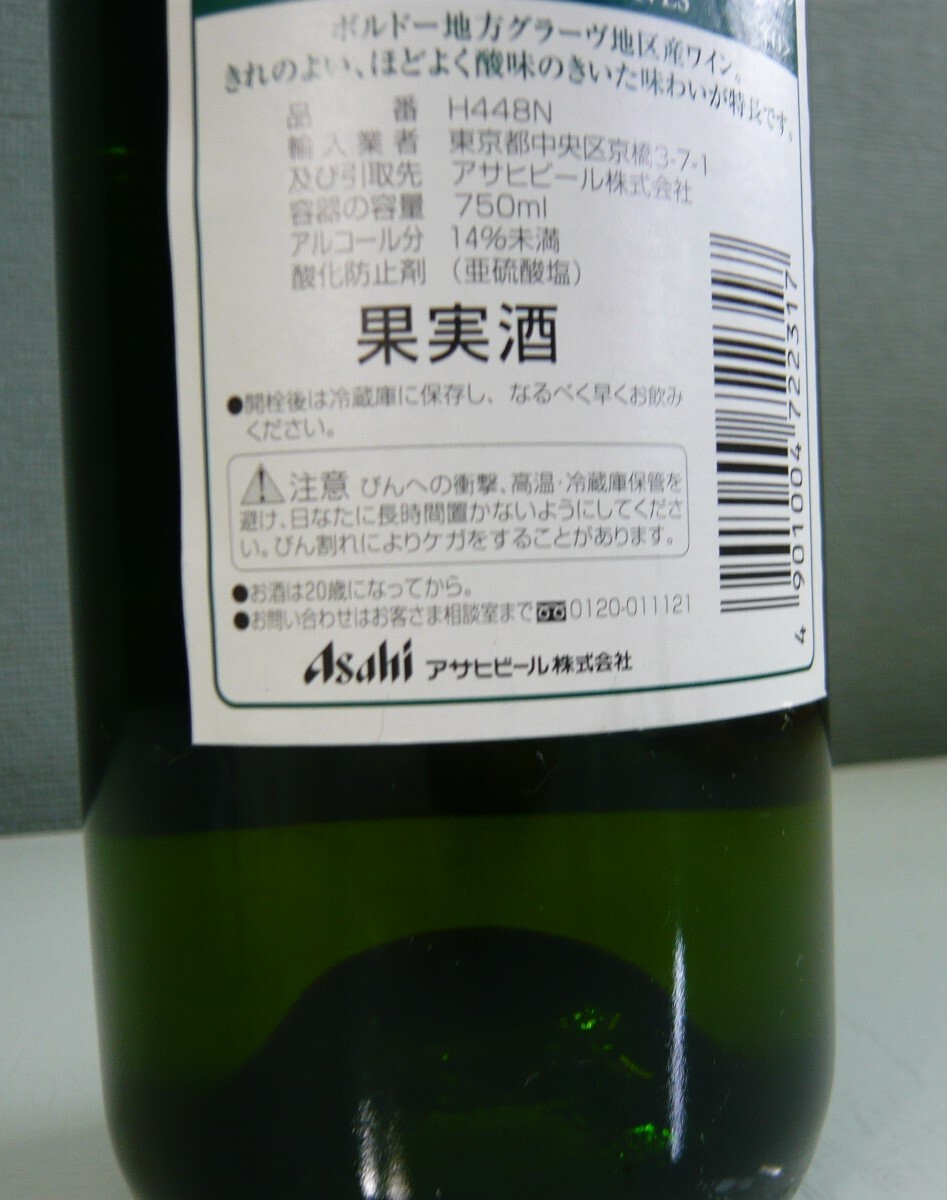 ボルドー地方グラーヴ地区産ワイン。
きれのよい、ほどよく酸味のきいた味わいが特長です。
品番 H448N
輸入業者 東京都中央区京橋3-7-1
及び引取先 アサヒビール株式会社
容器の容量 750ml
アルコール分 14%未満
酸化防止剤 (亜硫酸塩)
果実酒
●開栓後は冷蔵庫に保存し、なるべく早くお飲み
ください。
注意 びんへの衝撃、高温・冷蔵庫保管を
避け、日なたに長時間置かないようにしてくださ
い。びん割れによりケガをすることがあります。
●お酒は20歳になってから。
●お問い合わせはお客さま相談室まで 0120-011121
Asahi アサヒビール株式会社
4 901004 722317